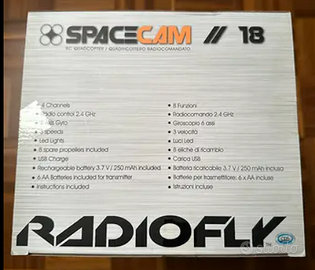 SPACECAM // 18
RC QUADCOPTER / QUADRICOTTERO RADIOCOMANDATO
4 Channels
Radio control 2.4 GHz
Gyro
speeds
Led Lights
8 spare propellers included
USB Charge
Rechargeable battery 3.7 V / 250 mAh included
6 AA Batteries included for transmitter
Instructions included
8 Funzioni
Radiocomando 2.4 GHz
Giroscopio 6 assi
3 velocità
Luci Led
8 eliche di ricambio
Carica USB
Batteria ricaricabile 3.7 V / 250 mAh inclusa
Batterie per trasmettitore: 6 x AA incluse
Istruzioni incluse
RADIOFLY